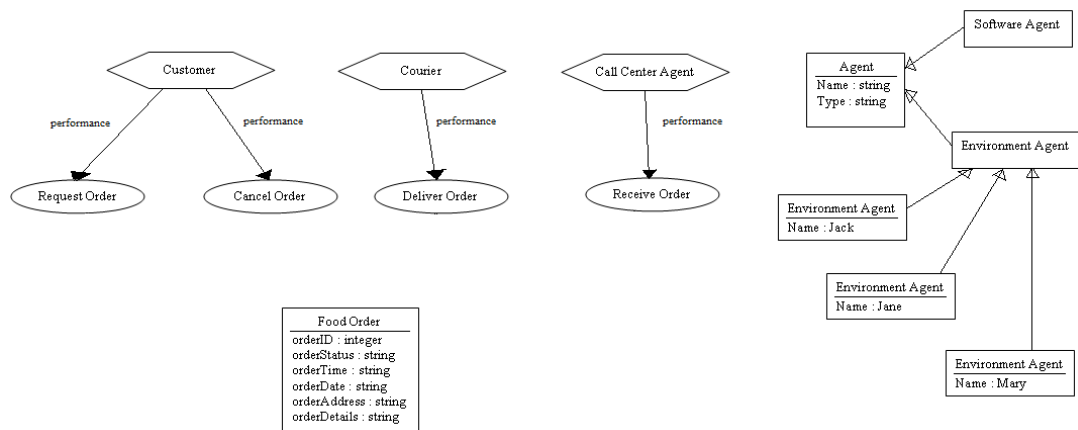 Customer
performance
performance
Request Order
Cancel Order
Courier
performance
Deliver Order
Call Center Agent
performance
Receive Order
Software Agent
Agent
Name : string
Type : string
Environment Agent
Environment Agent
Name : Jack
Environment Agent
Name : Jane
Environment Agent
Name : Mary
Food Order
orderID : integer
orderStatus : string
orderTime : string
orderDate : string
orderAddress : string
orderDetails : string